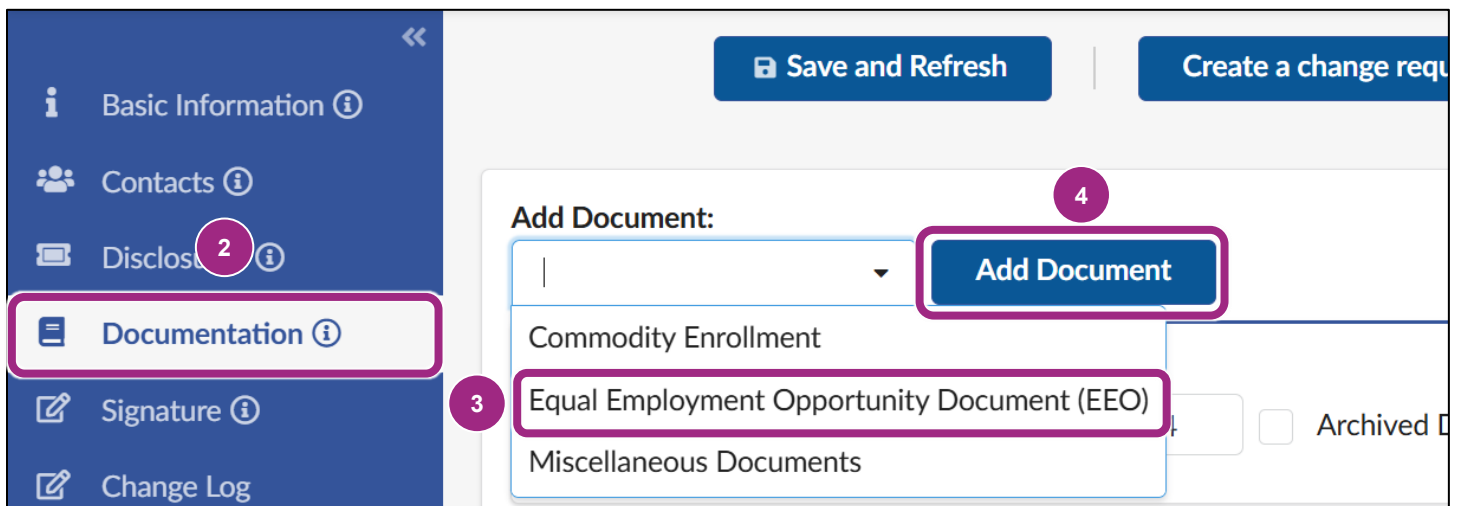 Save and Refresh
Create a change requ
Basic Information
Contacts
2
Documentation
Signature
Change Log
Add Document:
4
Add Document
Commodity Enrollment
3
Equal Employment Opportunity Document (EEO)
Miscellaneous Documents
Archived D